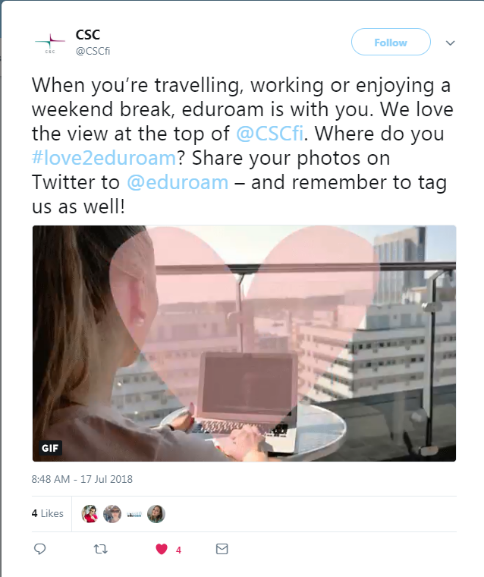 CSC
@CSCfi
Follow
When you’re travelling, working or enjoying a
weekend break, eduroam is with you. We love
the view at the top of @CSCfi. Where do you
#love2eduroam? Share your photos on
Twitter to @eduroam – and remember to tag
us as well!
GIF
8:48 AM - 17 Jul 2018
4 Likes
4